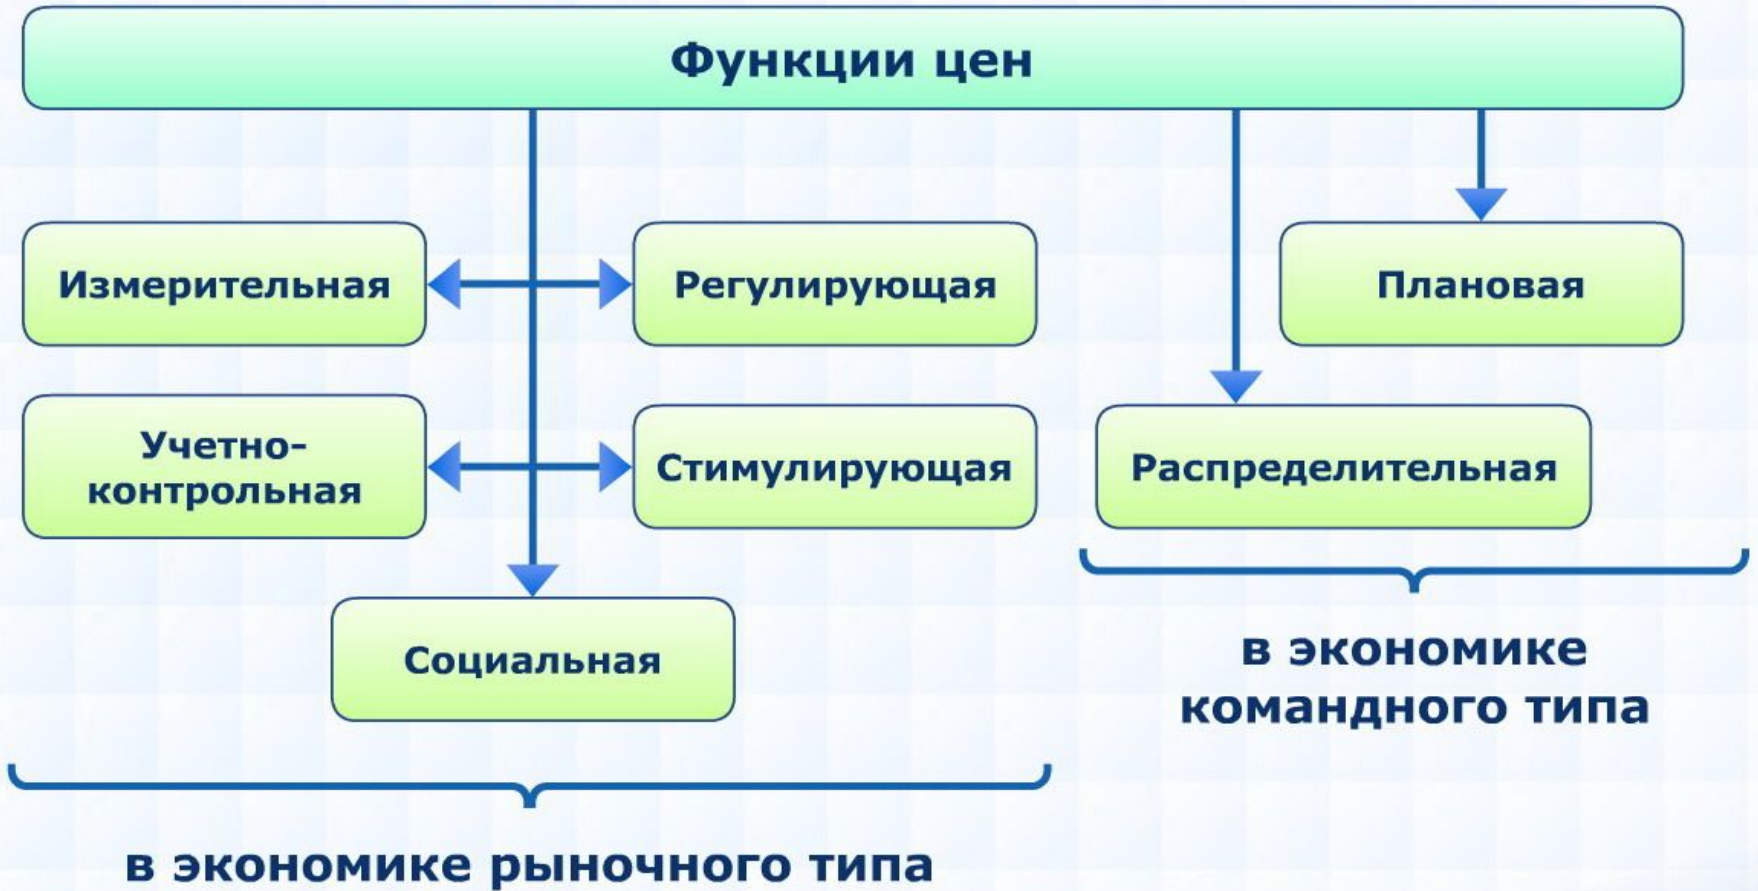 Функции цен
Измерительная
Регулирующая
Плановая
Учетно-
контрольная
Стимулирующая
Распределительная
Социальная
в экономике
командного типа
в экономике рыночного типа